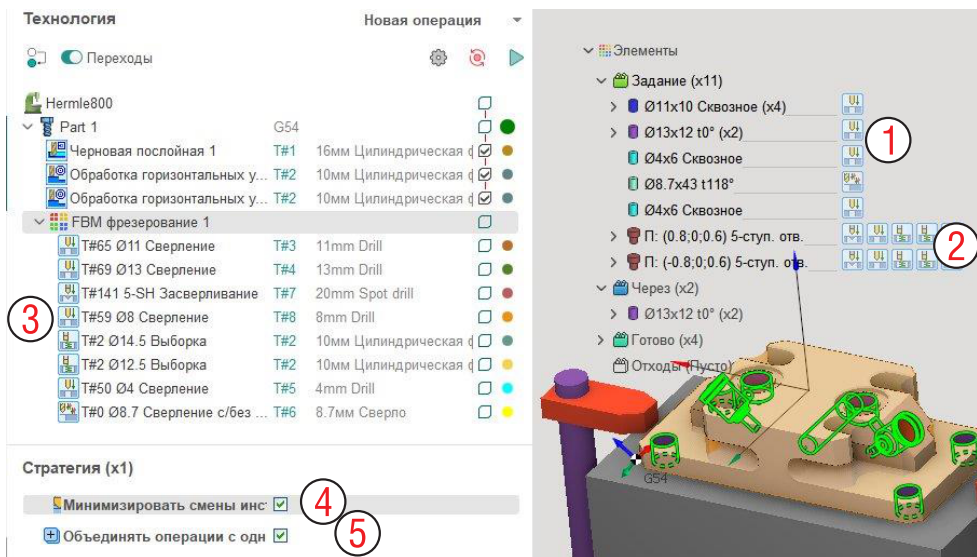 Технология
Новая операция
Переходы
Hermle800
Part 1 G54
Черновая послойная 1 T#1 16мм Цилиндрическая ф
Обработка горизонтальных у... T#2 10мм Цилиндрическая ф
Обработка горизонтальных у... T#2 10мм Цилиндрическая ф
FBM фрезерование 1
T#65 Ø11 Сверление T#3 11mm Drill
T#69 Ø13 Сверление T#4 13mm Drill
T#141 5-SH Засверливание T#7 20mm Spot drill
3
T#59 Ø8 Сверление T#8 8mm Drill
T#2 Ø14.5 Выборка T#2 10мм Цилиндрическая ф
T#2 Ø12.5 Выборка T#2 10мм Цилиндрическая ф
T#50 Ø4 Сверление T#5 4mm Drill
T#0 Ø8.7 Сверление с/без ... T#6 8.7мм Сверло
Стратегия (x1)
Минимизировать смены инс 4
Объединять операции с одн 5
Элементы
Задание (x11)
Ø11x10 Сквозное (x4)
1
Ø13x12 t0° (x2)
Ø4x6 Сквозное
Ø8.7x43 t118°
Ø4x6 Сквозное
П: (0.8;0;0.6) 5-ступ. отв.
2
П: (-0.8;0;0.6) 5-ступ. отв.
Через (x2)
Ø13x12 t0° (x2)
Готово (x4)
Отходы (Пусто)
G54